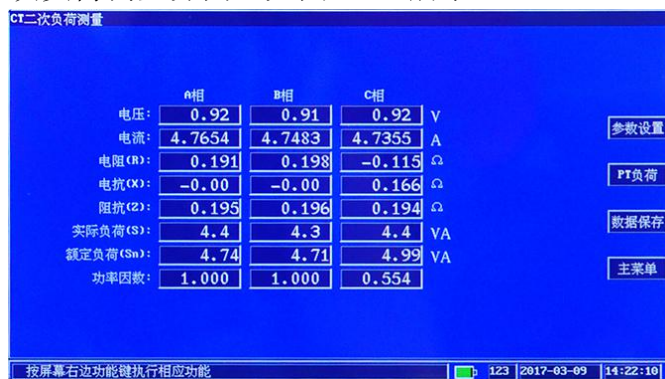 CT二次负荷测量
A相 B相 C相
电压: 0.92 0.91 0.92 V
电流: 4.7654 4.7483 4.7355 A
电阻(R): 0.191 0.198 -0.115 Ω
电抗(X): -0.00 -0.00 0.166 Ω
阻抗(Z): 0.195 0.196 0.194 Ω
实际负荷(S): 4.4 4.3 4.4 VA
额定负荷(Sn): 4.74 4.71 4.99 VA
功率因数: 1.000 1.000 0.554
参数设置
PT负荷
数据保存
主菜单
按屏幕右边功能键执行相应功能 123 2017-03-09 14:22:10